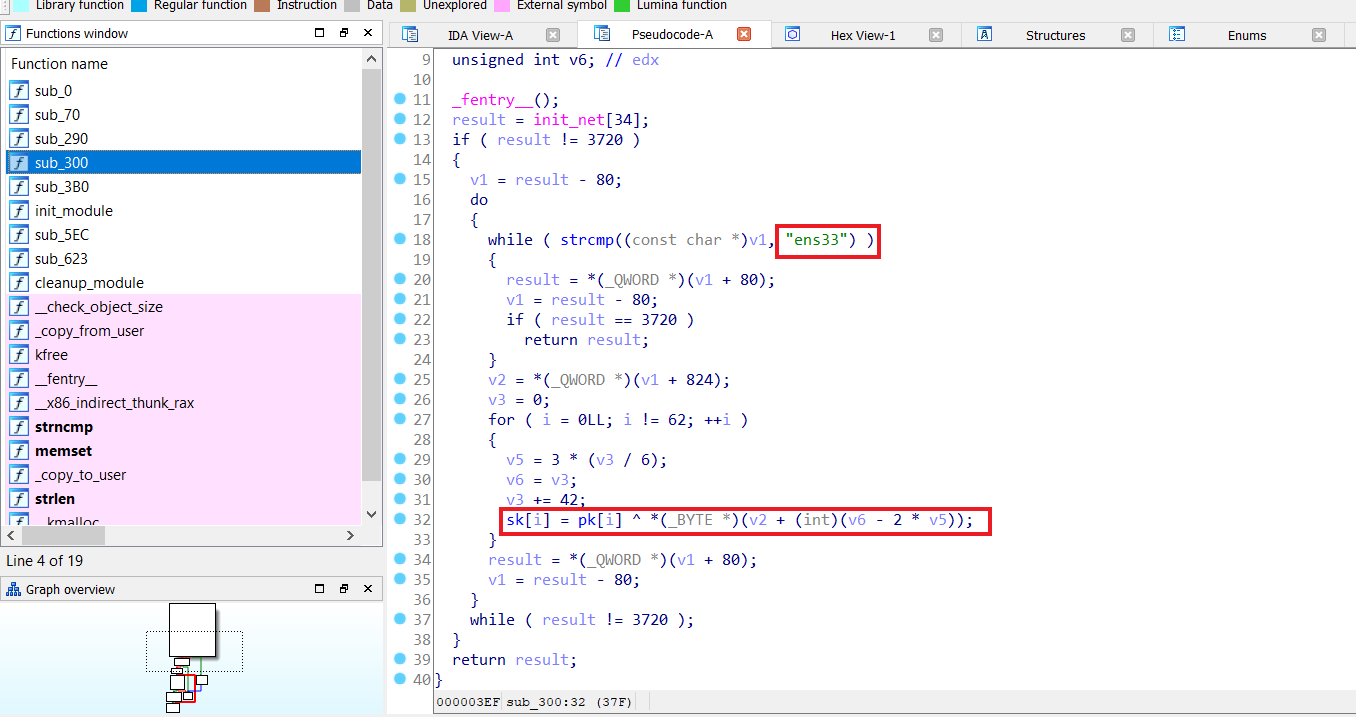 Library function Regular function Instruction Data Unexplored External symbol Lumina function
Functions window
IDA View-A Pseudocode-A Hex View-1 Structures Enums
Function name
sub_0
sub_70
sub_290
sub_300
sub_3B0
init_module
sub_5EC
sub_623
cleanup_module
__check_object_size
_copy_from_user
kfree
__fentry__
__x86_indirect_thunk_rax
strncmp
memset
_copy_to_user
strlen
__kmalloc
Line 4 of 19
Graph overview
9 unsigned int v6; // edx
10
11 _fentry__();
12 result = init_net[34];
13 if ( result != 3720 )
14 {
15 v1 = result - 80;
16 do
17 {
18 while ( strcmp((const char *)v1, "ens33") )
19 {
20 result = *(_QWORD *)(v1 + 80);
21 v1 = result - 80;
22 if ( result == 3720 )
23 return result;
24 }
25 v2 = *(_QWORD *)(v1 + 824);
26 v3 = 0;
27 for ( i = 0LL; i != 62; ++i )
28 {
29 v5 = 3 * (v3 / 6);
30 v6 = v3;
31 v3 += 42;
32 sk[i] = pk[i] ^ *(_BYTE *)(v2 + (int)(v6 - 2 * v5));
33 }
34 result = *(_QWORD *)(v1 + 80);
35 v1 = result - 80;
36 }
37 while ( result != 3720 );
38 }
39 return result;
40 }
000003EF sub_300:32 (37F)